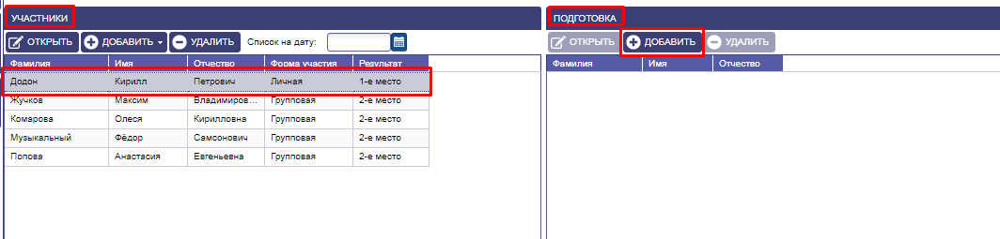 УЧАСТНИКИ
ОТКРЫТЬ ДОБАВИТЬ УДАЛИТЬ Список на дату:
Фамилия Имя Отчество Форма участия Результат
Додон Кирилл Петрович Личная 1-е место
Жучков Максим Владимиров... Групповая 2-е место
Комарова Олеся Кирилловна Групповая 2-е место
Музыкальный Фёдор Самсонович Групповая 2-е место
Попова Анастасия Евгеньевна Групповая 2-е место
ПОДГОТОВКА
ОТКРЫТЬ ДОБАВИТЬ УДАЛИТЬ
Фамилия Имя Отчество